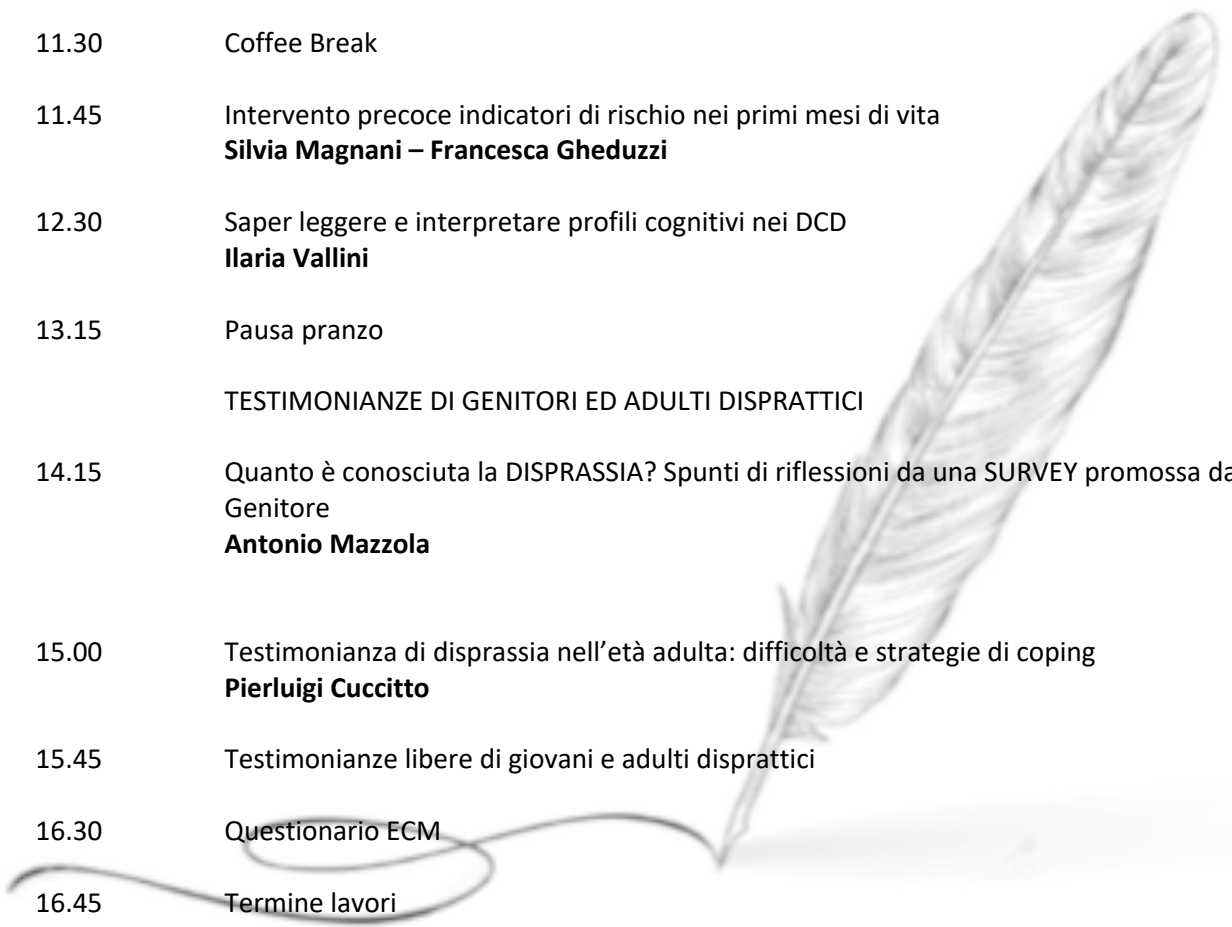 11.30 Coffee Break
11.45 Intervento precoce indicatori di rischio nei primi mesi di vita
Silvia Magnani – Francesca Gheduzzi
12.30 Saper leggere e interpretare profili cognitivi nei DCD
Ilaria Vallini
13.15 Pausa pranzo
TESTIMONIANZE DI GENITORI ED ADULTI DISPRATTICI
14.15 Quanto è conosciuta la DISPRASSIA? Spunti di riflessioni da una SURVEY promossa da
Genitore
Antonio Mazzola
15.00 Testimonianza di disprassia nell’età adulta: difficoltà e strategie di coping
Pierluigi Cuccitto
15.45 Testimonianze libere di giovani e adulti disprattici
16.30 Questionario ECM
16.45 Termine lavori